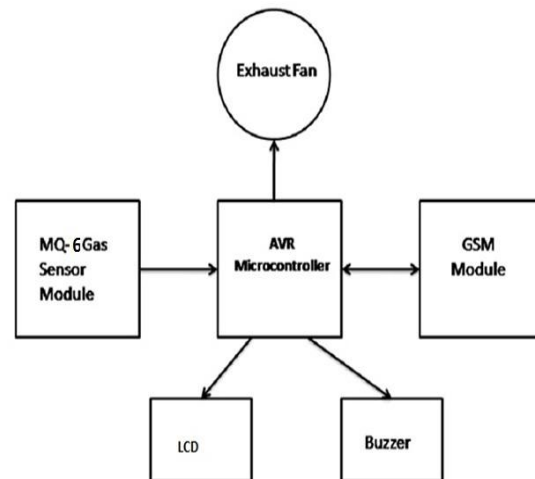 Exhaust Fan
MQ-6Gas
Sensor
Module
AVR
Microcontroller
GSM
Module
LCD
Buzzer